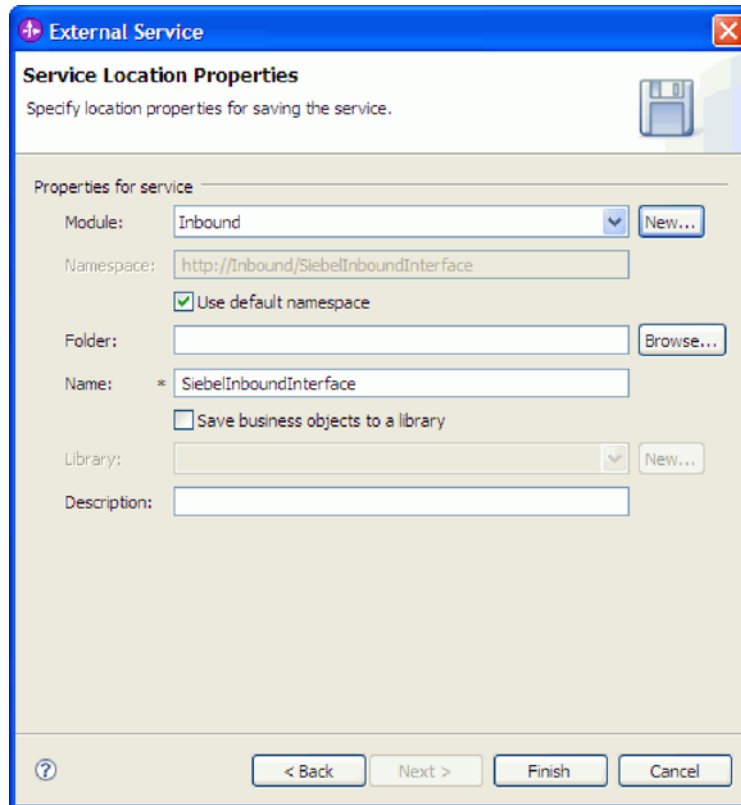 External Service
Service Location Properties
Specify location properties for saving the service.
Properties for service
Module: Inbound New...
Namespace: http://Inbound/SiebelInboundInterface
Use default namespace
Folder: Browse...
Name: * SiebelInboundInterface
Save business objects to a library
Library: New...
Description:
? < Back Next > Finish Cancel